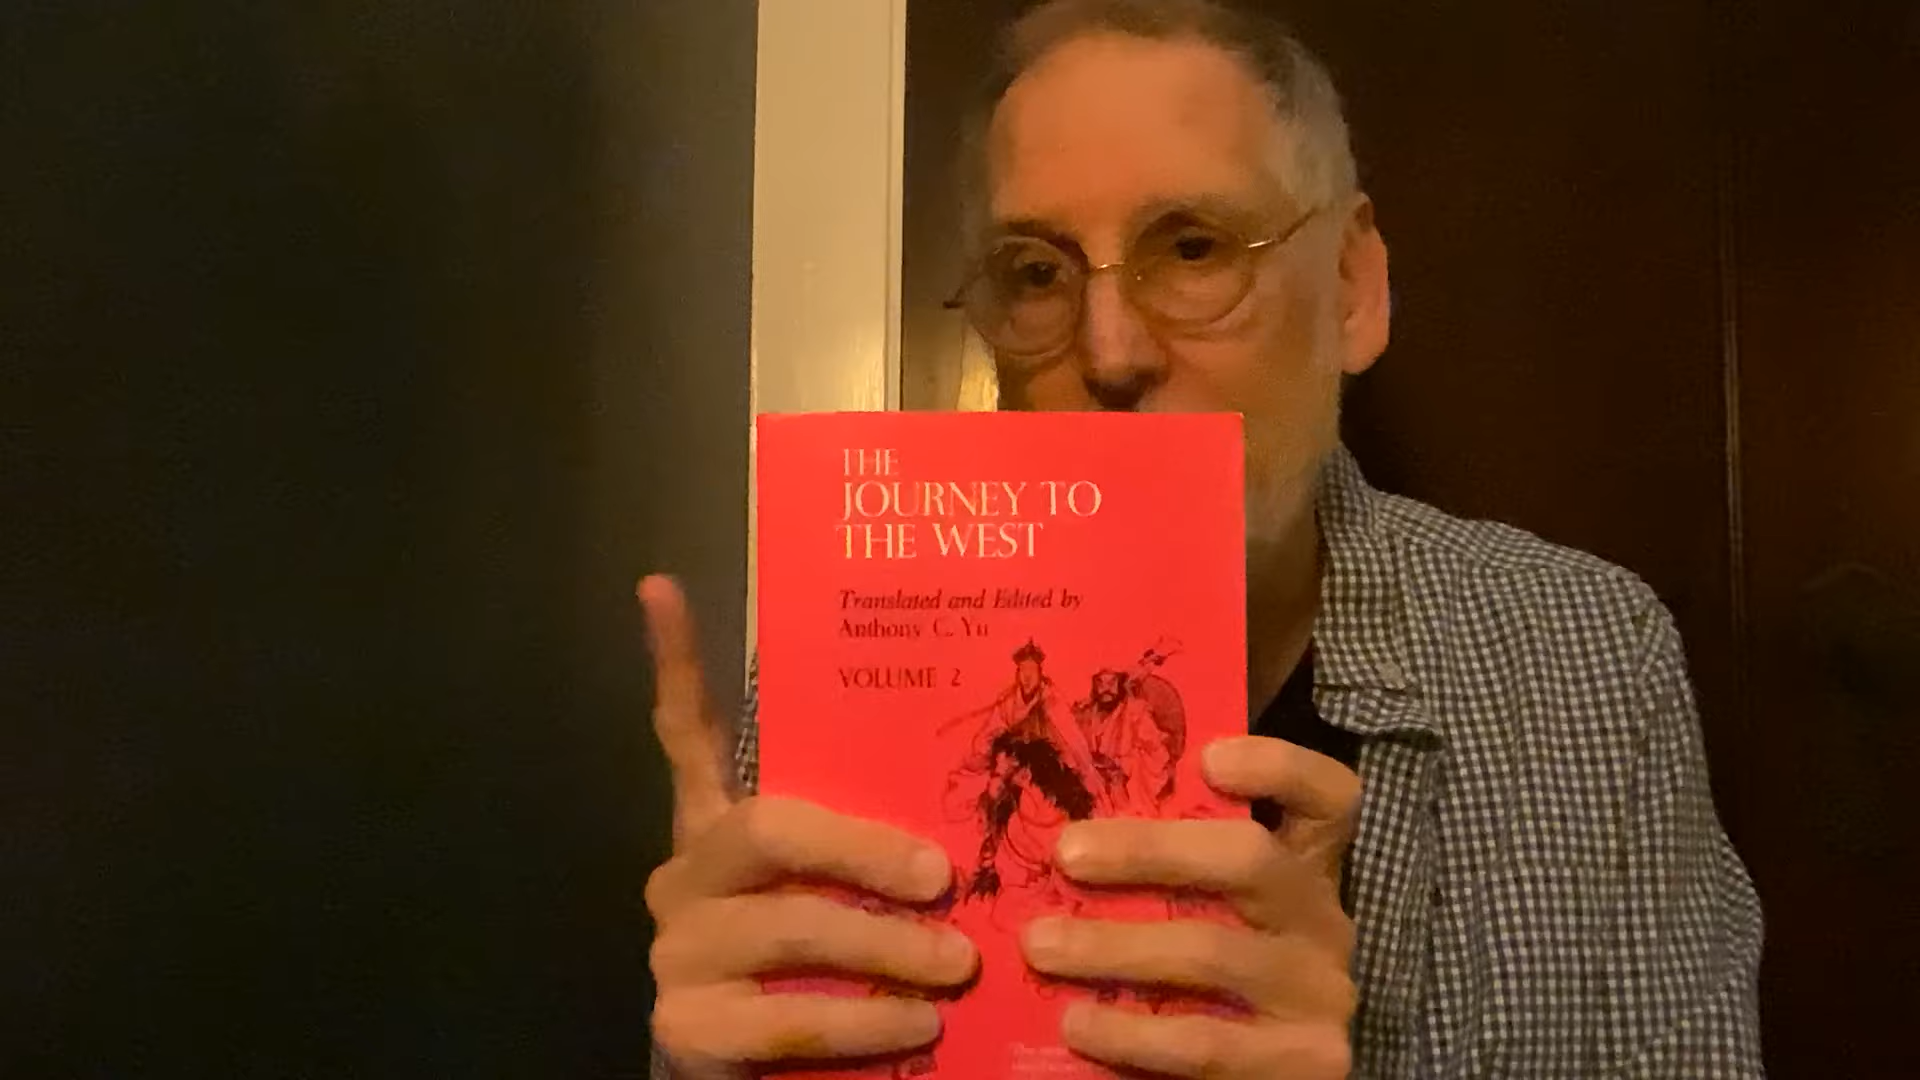 THE
JOURNEY TO
THE WEST
Translated and Edited by
Anthony C. Yu
VOLUME 2